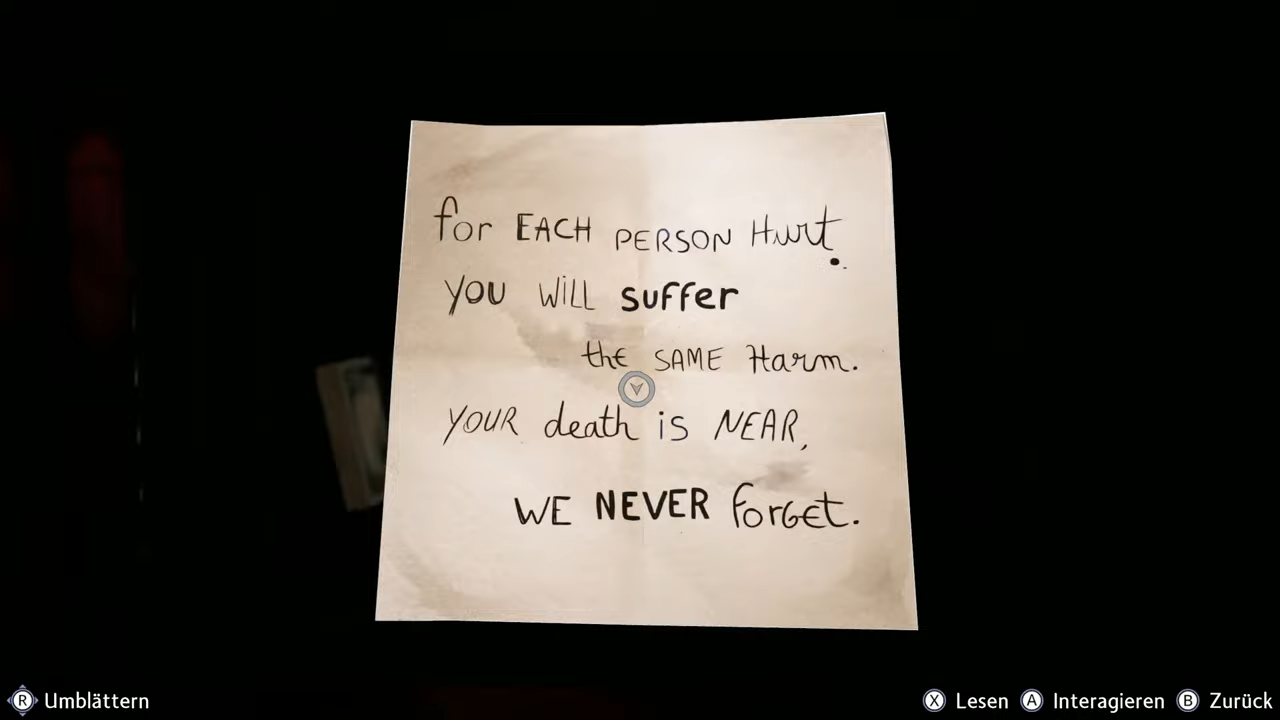 for EACH PERSON Hurt.
YOU WILL suffer
the SAME Harm.
YOUR death is NEAR,
WE NEVER forGet.
R Umblättern
X Lesen A Interagieren B Zurück